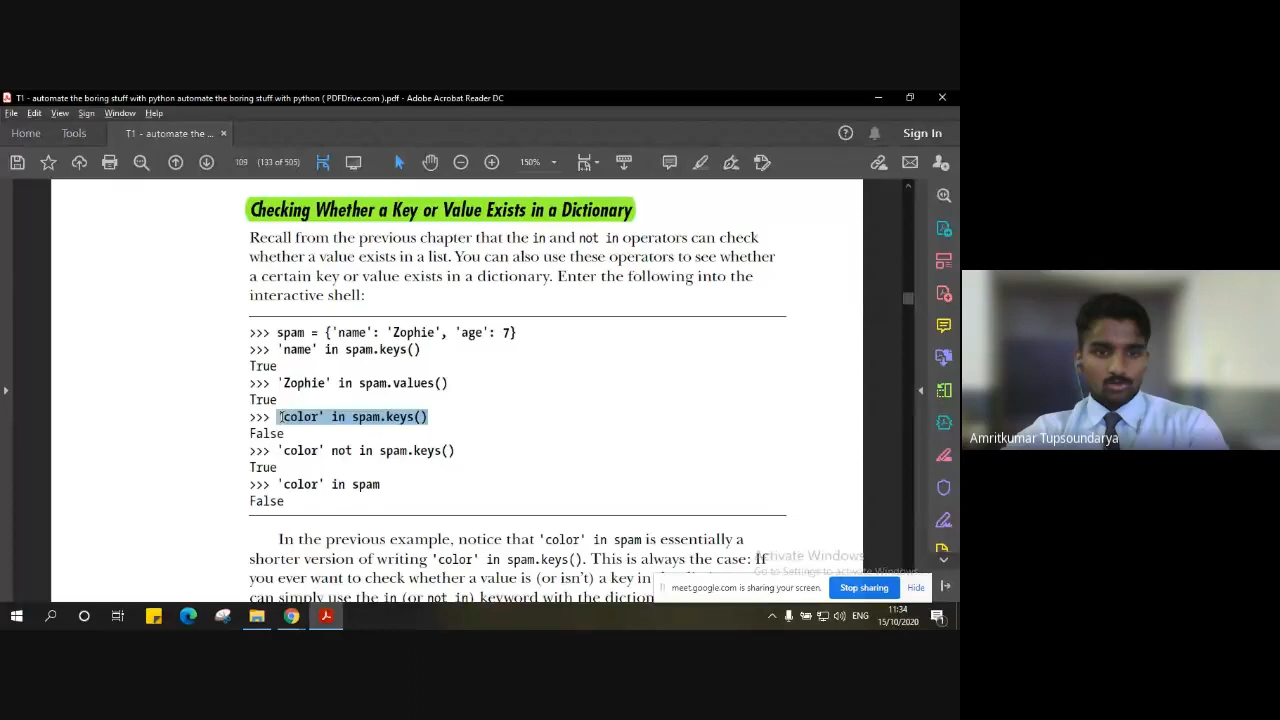 T1 - automate the boring stuff with python automate the boring stuff with python ( PDFDrive.com ).pdf - Adobe Acrobat Reader DC
File Edit View Sign Window Help
Home Tools T1 - automate the ... × Sign In
109 (133 of 505) 150%
Checking Whether a Key or Value Exists in a Dictionary
Recall from the previous chapter that the in and not in operators can check
whether a value exists in a list. You can also use these operators to see whether
a certain key or value exists in a dictionary. Enter the following into the
interactive shell:
>>> spam = {'name': 'Zophie', 'age': 7}
>>> 'name' in spam.keys()
True
>>> 'Zophie' in spam.values()
True
>>> 'color' in spam.keys()
False
>>> 'color' not in spam.keys()
True
>>> 'color' in spam
False
In the previous example, notice that 'color' in spam is essentially a
shorter version of writing 'color' in spam.keys(). This is always the case: If
you ever want to check whether a value is (or isn't) a key in
can simply use the in (or not in) keyword with the
Activate Windows
Go to Settings to activate Windows.
meet.google.com is sharing your screen. Stop sharing Hide
ENG
11:34
15/10/2020
Amritkumar Tupsoundarya